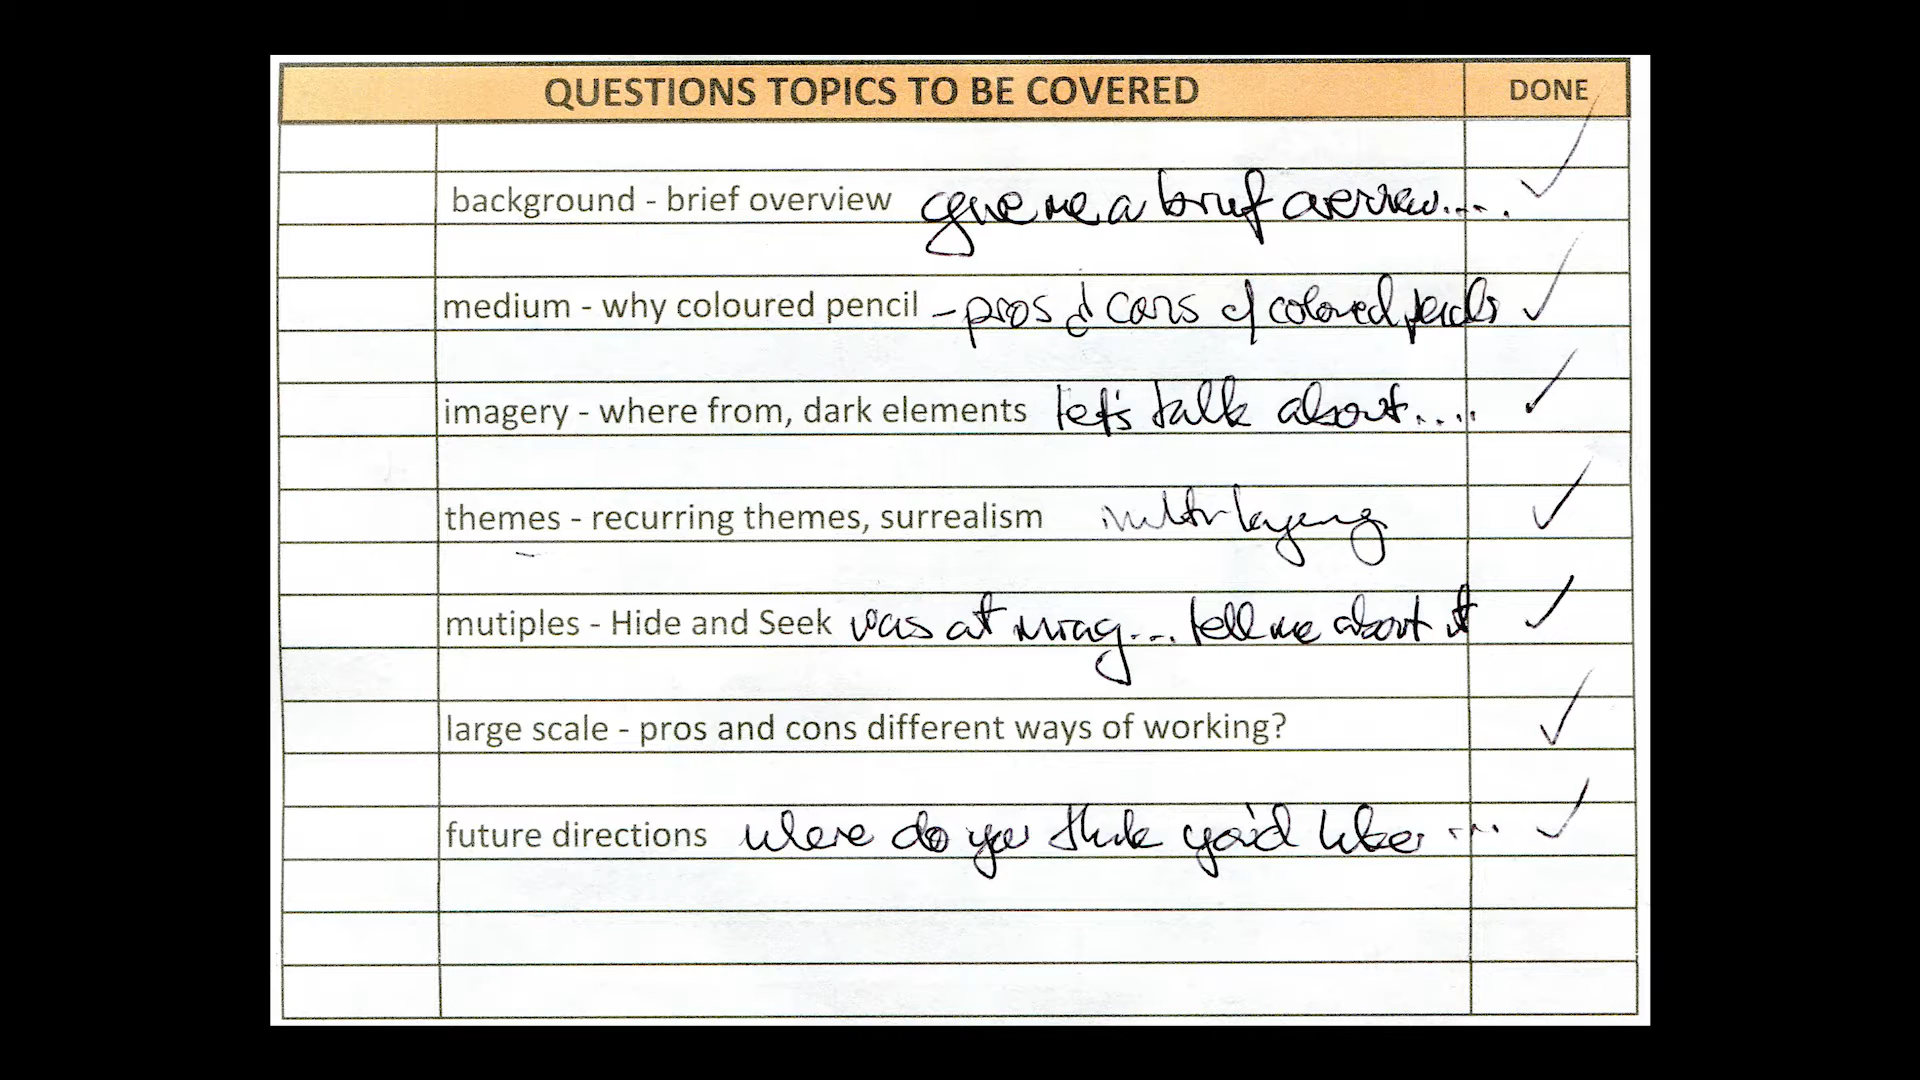 QUESTIONS TOPICS TO BE COVERED DONE
background - brief overview give me a brief overview.... ✓
medium - why coloured pencil - pros & cons of colored pencils ✓
imagery - where from, dark elements let's talk about.... ✓
themes - recurring themes, surrealism multi layering ✓
mutiples - Hide and Seek was at mrag... tell me about it ✓
large scale - pros and cons different ways of working? ✓
future directions where do you think you'd like.... ✓